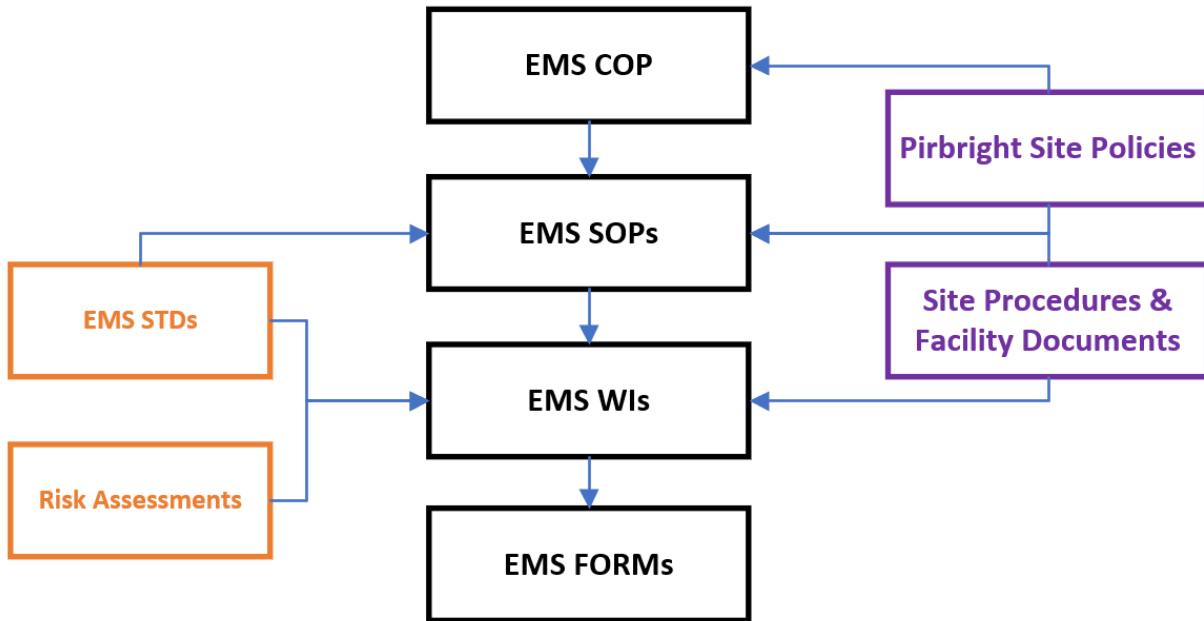 EMS COP
Pirbright Site Policies
EMS SOPs
EMS STDs
Site Procedures &
Facility Documents
EMS WIs
Risk Assessments
EMS FORMs